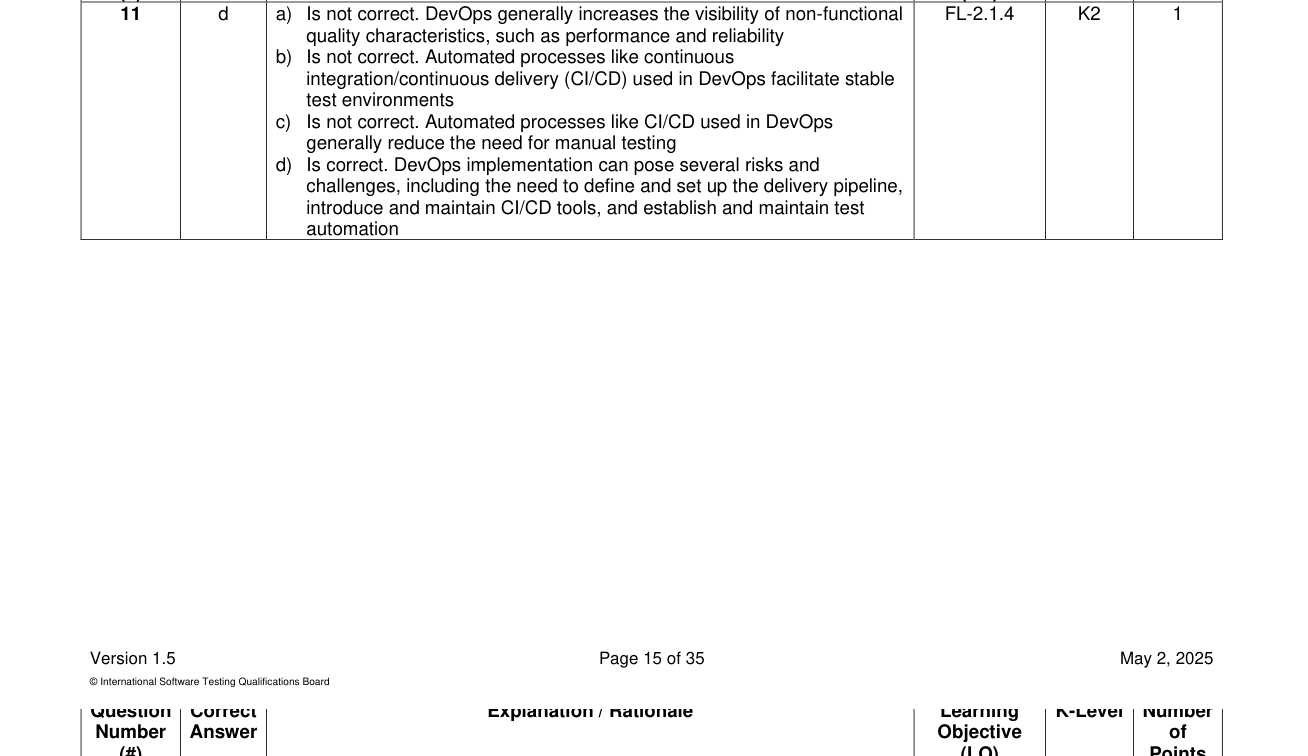 11 d a) Is not correct. DevOps generally increases the visibility of non-functional FL-2.1.4 K2 1
quality characteristics, such as performance and reliability
b) Is not correct. Automated processes like continuous
integration/continuous delivery (CI/CD) used in DevOps facilitate stable
test environments
c) Is not correct. Automated processes like CI/CD used in DevOps
generally reduce the need for manual testing
d) Is correct. DevOps implementation can pose several risks and
challenges, including the need to define and set up the delivery pipeline,
introduce and maintain CI/CD tools, and establish and maintain test
automation
Version 1.5 Page 15 of 35 May 2, 2025
© International Software Testing Qualifications Board
Question Correct Explanation / Rationale Learning K-Level Number
Number Answer Objective of
(#) (LO) Points